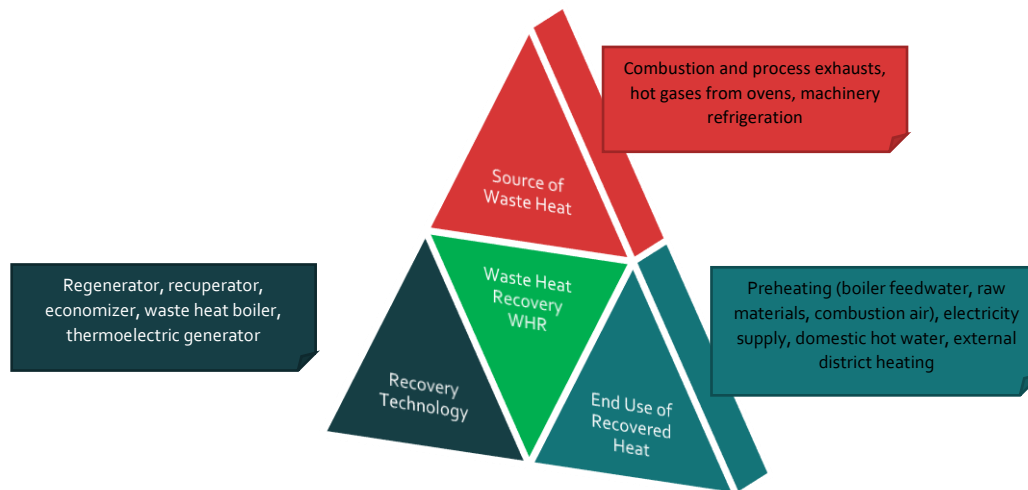 Combustion and process exhausts,
hot gases from ovens, machinery
refrigeration
Source of
Waste Heat
Regenerator, recuperator,
economizer, waste heat boiler,
thermoelectric generator
Waste Heat
Recovery
WHR
Preheating (boiler feedwater, raw
materials, combustion air), electricity
supply, domestic hot water, external
district heating
Recovery
Technology
End Use of
Recovered
Heat